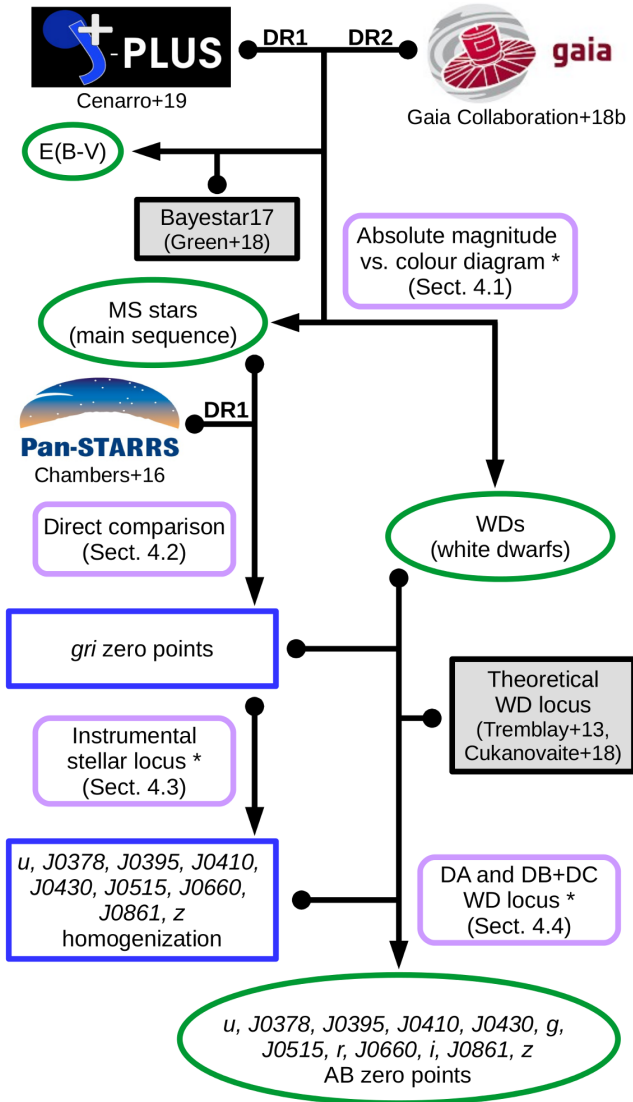 J-PLUS
DR1
DR2
gaia
Cenarro+19
Gaia Collaboration+18b
E(B-V)
Bayestar17
(Green+18)
Absolute magnitude
vs. colour diagram *
(Sect. 4.1)
MS stars
(main sequence)
DR1
Pan-STARRS
Chambers+16
Direct comparison
(Sect. 4.2)
WDs
(white dwarfs)
gri zero points
Theoretical
WD locus
(Tremblay+13,
Cukanovaite+18)
Instrumental
stellar locus *
(Sect. 4.3)
u, J0378, J0395, J0410,
J0430, J0515, J0660,
J0861, z
homogenization
DA and DB+DC
WD locus *
(Sect. 4.4)
u, J0378, J0395, J0410, J0430, g,
J0515, r, J0660, i, J0861, z
AB zero points